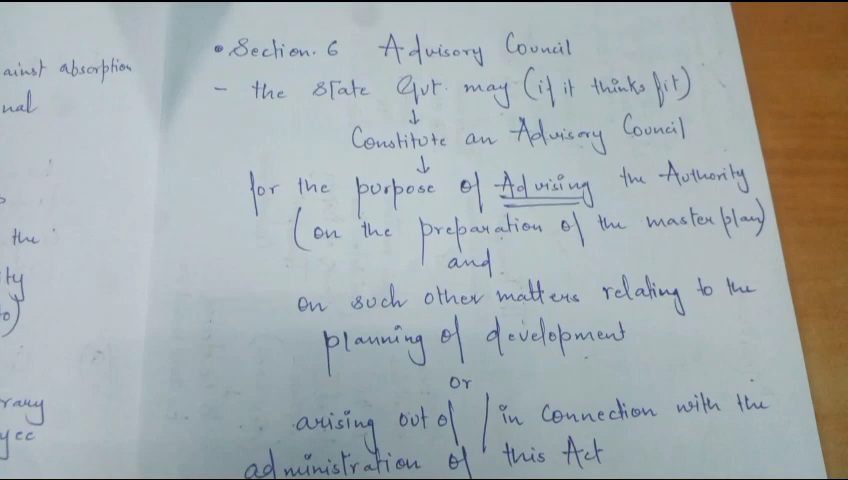 ainst absorption
nal
the
ity
to)
rary
yee
• Section. 6 Advisory Council
- the State Gvt. may (if it thinks fit)
↓
Constitute an Advisory Council
↓
for the purpose of Advising the Authority
(on the preparation of the master plan)
and
on such other matters relating to the
planning of development
or
arising out of / in Connection with the
administration of this Act